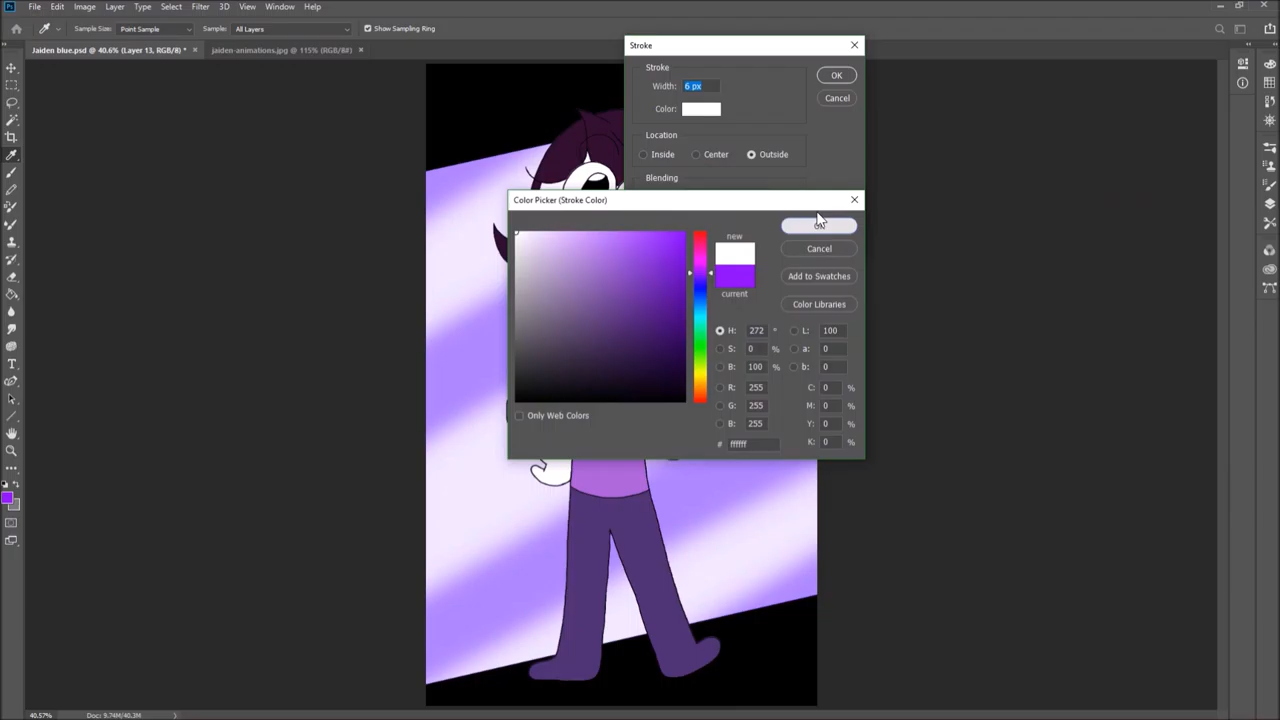 Ps File Edit Image Layer Type Select Filter 3D View Window Help
Sample Size: Point Sample Sample: All Layers Show Sampling Ring
Jaiden blue.psd @ 40.6% (Layer 13, RGB/8) * × jaiden-animations.jpg @ 115% (RGB/8#) ×
Stroke
Stroke
Width: 6 px
OK
Color:
Cancel
Location
Inside Center Outside
Blending
Color Picker (Stroke Color)
new
current
Cancel
Add to Swatches
Color Libraries
H: 272 ° L: 100
S: 0 % a: 0
B: 100 % b: 0
R: 255 C: 0 %
G: 255 M: 0 %
B: 255 Y: 0 %
# ffffff K: 0 %
Only Web Colors
40.57% Doc: 9.74M/40.3M